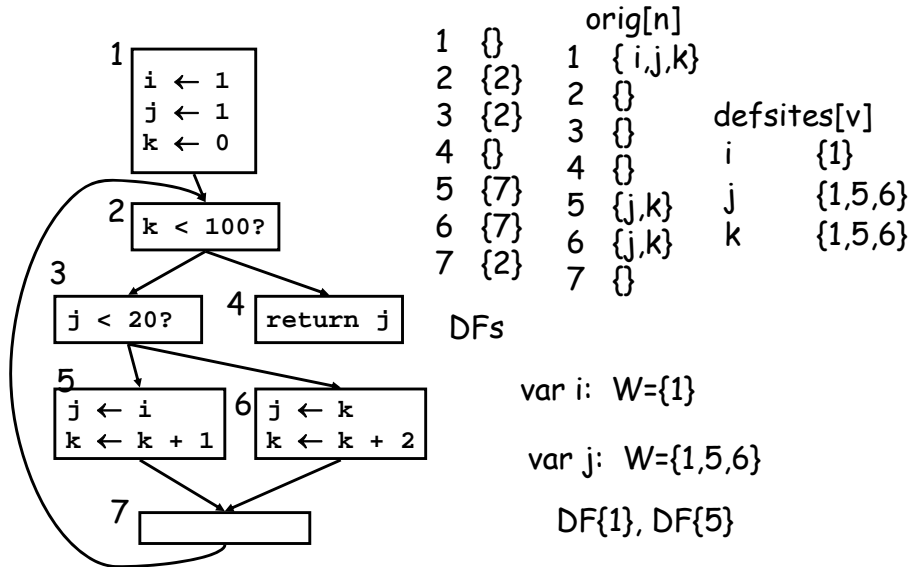 1
i ← 1
j ← 1
k ← 0
2
k < 100?
3
j < 20?
4
return j
5
j ← i
k ← k + 1
6
j ← k
k ← k + 2
7
1 {}
2 {2}
3 {2}
4 {}
5 {7}
6 {7}
7 {2}
DFs
orig[n]
1 { i,j,k}
2 {}
3 {}
4 {}
5 {j,k}
6 {j,k}
7 {}
defsites[v]
i {1}
j {1,5,6}
k {1,5,6}
var i: W={1}
var j: W={1,5,6}
DF{1}, DF{5}